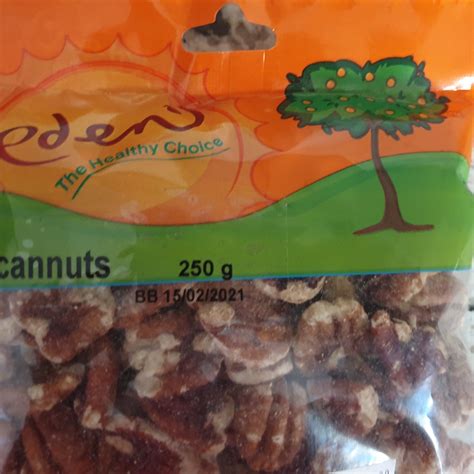 eden
The Healthy Choice
cannuts 250 g
BB 15/02/2021